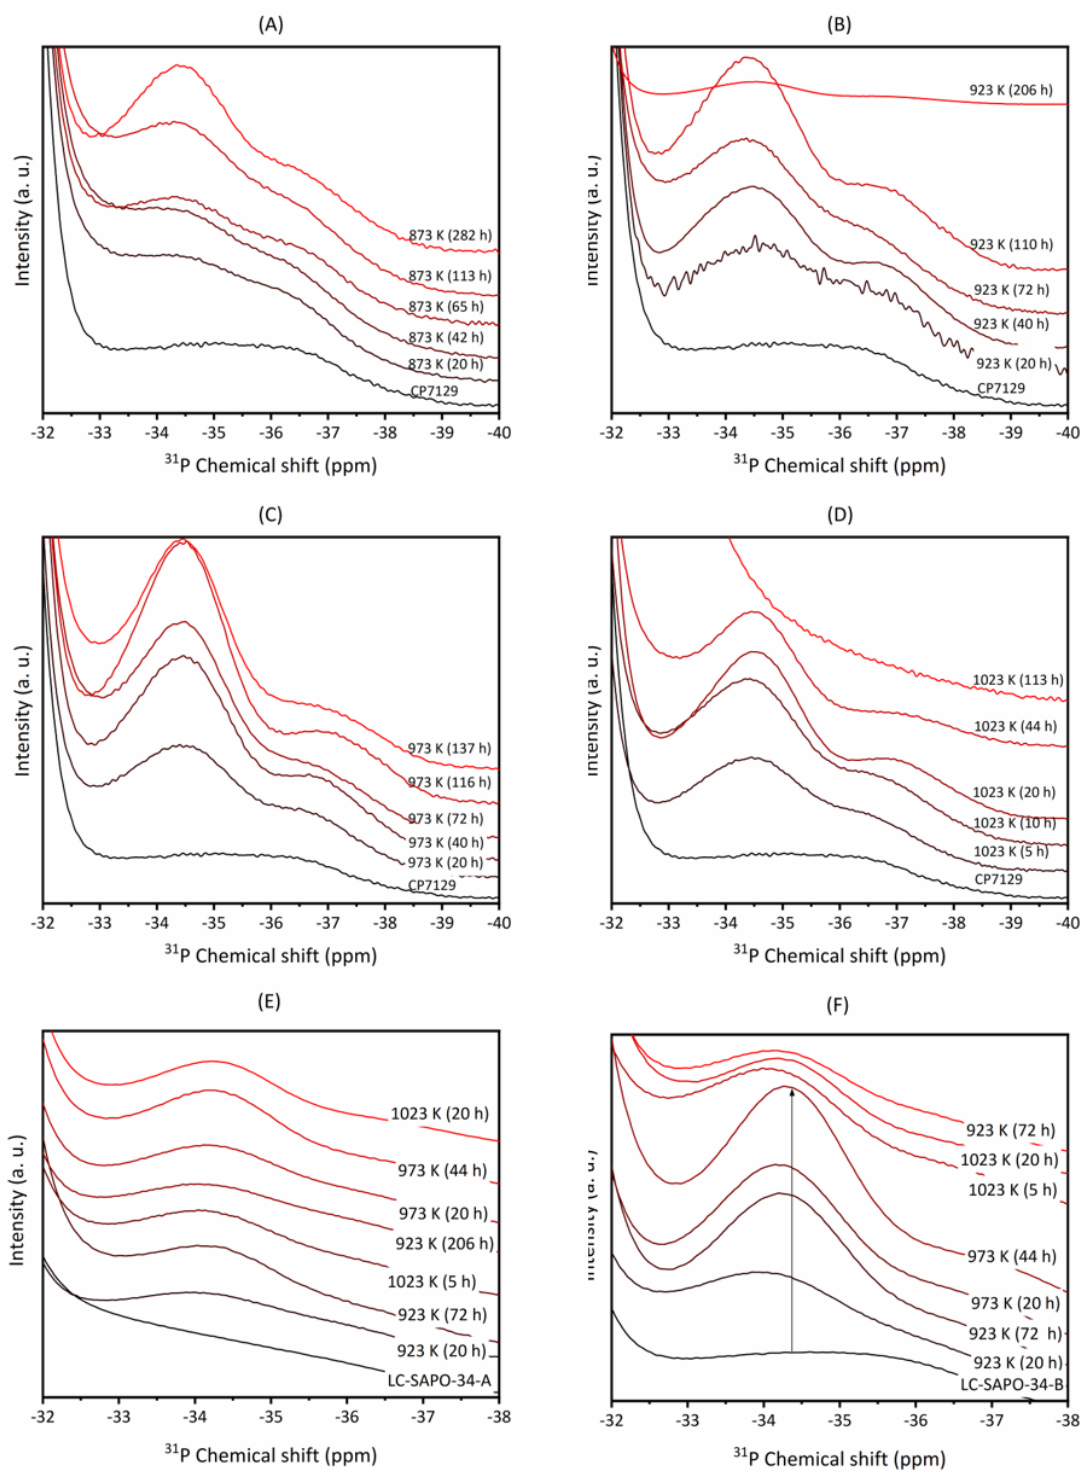 (A)
Intensity (a. u.)
873 K (282 h)
873 K (113 h)
873 K (65 h)
873 K (42 h)
873 K (20 h)
CP7129
-32 -33 -34 -35 -36 -37 -38 -39 -40
³¹P Chemical shift (ppm)
(B)
Intensity (a. u.)
923 K (206 h)
923 K (110 h)
923 K (72 h)
923 K (40 h)
923 K (20 h)
CP7129
-32 -33 -34 -35 -36 -37 -38 -39 -40
³¹P Chemical shift (ppm)
(C)
Intensity (a. u.)
973 K (137 h)
973 K (116 h)
973 K (72 h)
973 K (40 h)
973 K (20 h)
CP7129
-32 -33 -34 -35 -36 -37 -38 -39 -40
³¹P Chemical shift (ppm)
(D)
Intensity (a. u.)
1023 K (113 h)
1023 K (44 h)
1023 K (20 h)
1023 K (10 h)
1023 K (5 h)
CP7129
-32 -33 -34 -35 -36 -37 -38 -39 -40
³¹P Chemical shift (ppm)
(E)
Intensity (a. u.)
1023 K (20 h)
973 K (44 h)
973 K (20 h)
923 K (206 h)
1023 K (5 h)
923 K (72 h)
923 K (20 h)
LC-SAPO-34-A
-32 -33 -34 -35 -36 -37 -38
³¹P Chemical shift (ppm)
(F)
Intensity (a. u.)
923 K (72 h)
1023 K (20 h)
1023 K (5 h)
973 K (44 h)
973 K (20 h)
923 K (72 h)
923 K (20 h)
LC-SAPO-34-B
-32 -33 -34 -35 -36 -37 -38
³¹P Chemical shift (ppm)